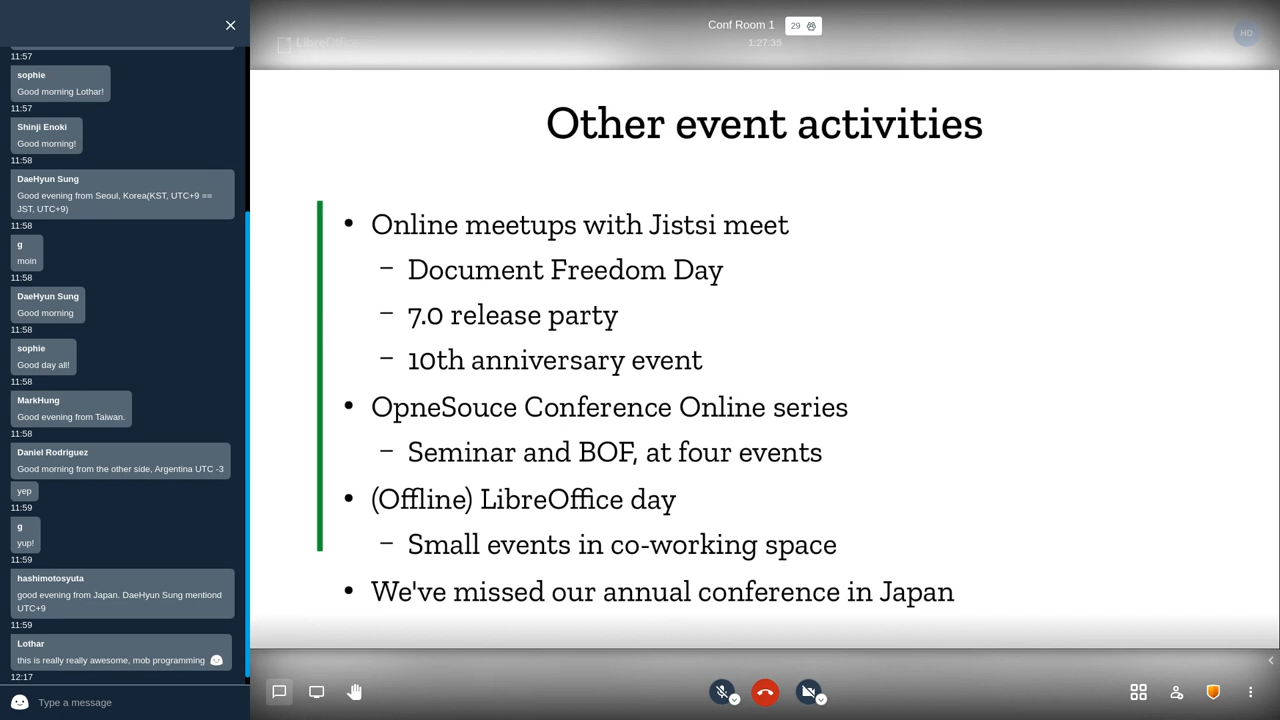 11:57
sophie
Good morning Lothar!
11:57
Shinji Enoki
Good morning!
11:58
DaeHyun Sung
Good evening from Seoul, Korea(KST, UTC+9 ==
JST, UTC+9)
11:58
g
moin
11:58
DaeHyun Sung
Good morning
11:58
sophie
Good day all!
11:58
MarkHung
Good evening from Taiwan.
11:58
Daniel Rodriguez
Good morning from the other side, Argentina UTC -3
yep
11:59
g
yup!
11:59
hashimotosyuta
good evening from Japan. DaeHyun Sung mentiond
UTC+9
11:59
Lothar
this is really really awesome, mob programming
12:17
Type a message
Conf Room 1
29
1:27:35
LibreOffice
HD
Other event activities
• Online meetups with Jistsi meet
– Document Freedom Day
– 7.0 release party
– 10th anniversary event
• OpneSouce Conference Online series
– Seminar and BOF, at four events
• (Offline) LibreOffice day
– Small events in co-working space
• We've missed our annual conference in Japan